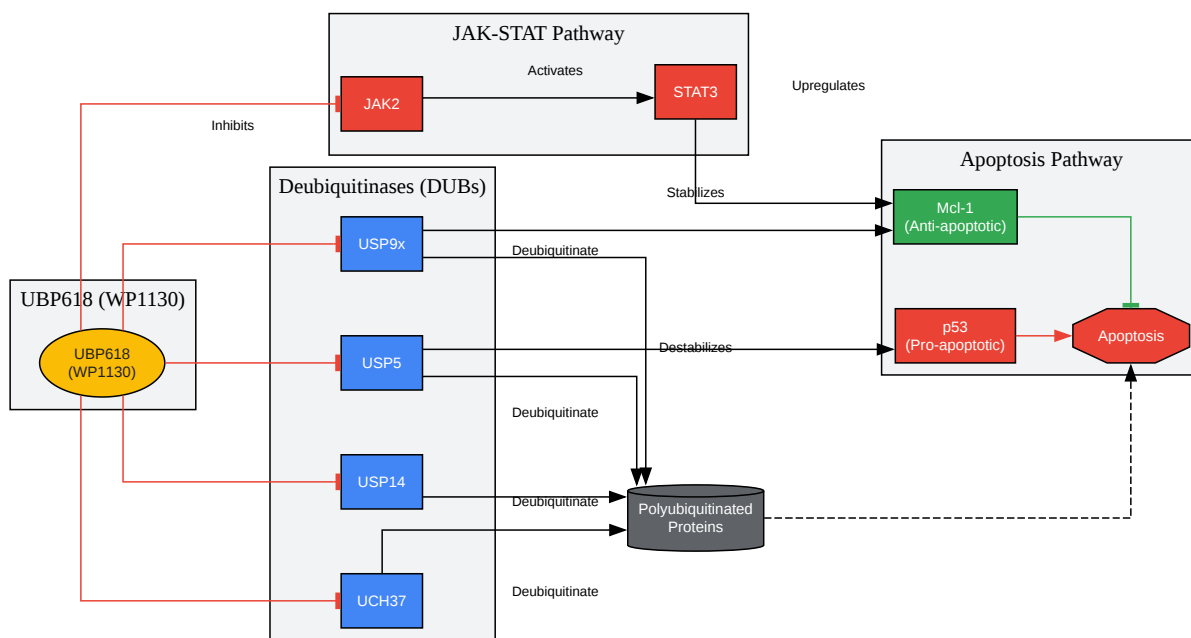 JAK-STAT Pathway
Activates
Upregulates
JAK2
STAT3
Inhibits
Apoptosis Pathway
Deubiquitinases (DUBs)
Stabilizes
Mcl-1
(Anti-apoptotic)
USP9x
Deubiquitinate
UBP618 (WP1130)
p53
(Pro-apoptotic)
Apoptosis
UBP618
(WP1130)
USP5
Destabilizes
Deubiquitinate
USP14
Deubiquitinate
Polyubiquitinated
Proteins
UCH37
Deubiquitinate